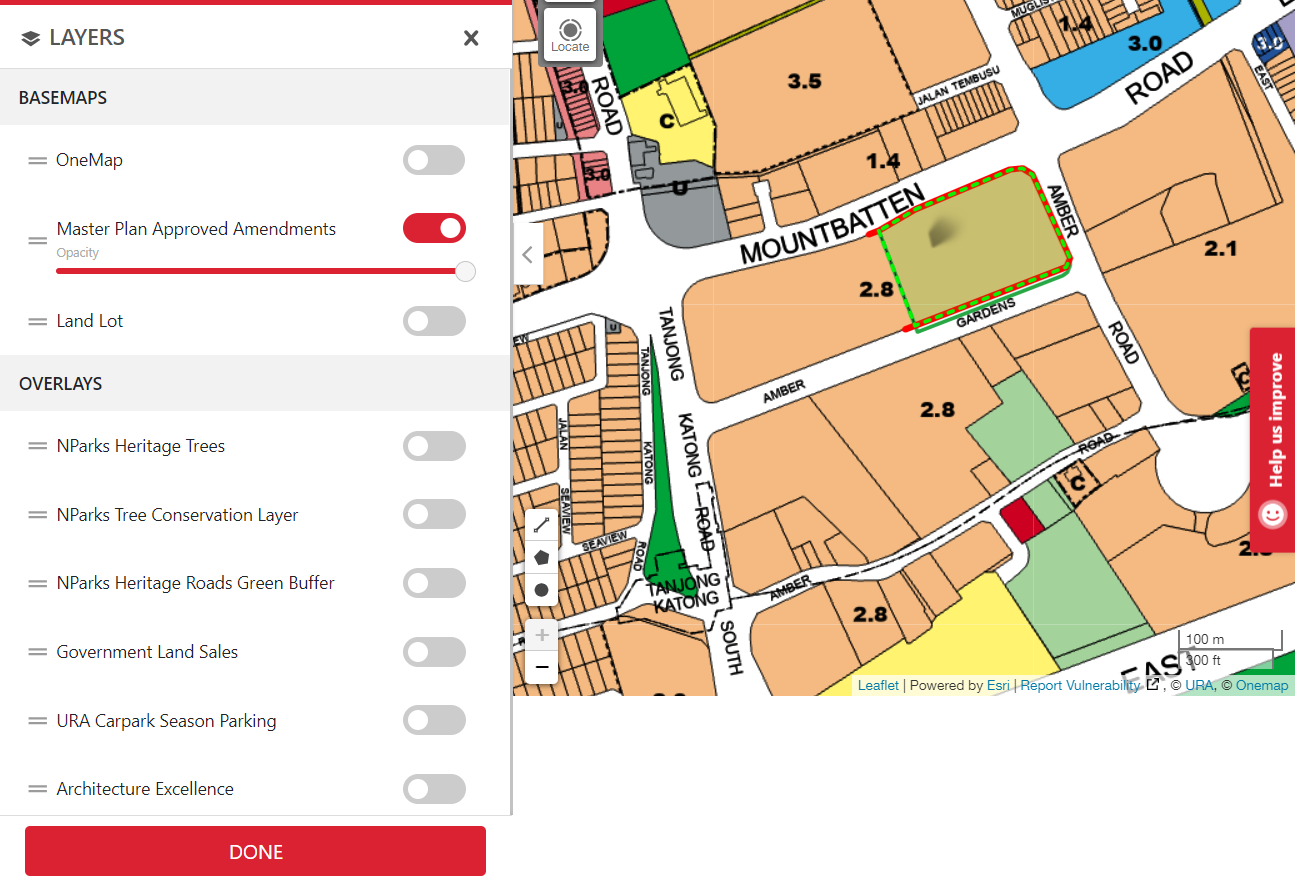 LAYERS
BASEMAPS
OneMap
Master Plan Approved Amendments
Opacity
Land Lot
OVERLAYS
NParks Heritage Trees
NParks Tree Conservation Layer
NParks Heritage Roads Green Buffer
Government Land Sales
URA Carpark Season Parking
Architecture Excellence
DONE
Locate
1.4
3.0
3.0
3.5
3.0
ROAD
ROAD
EAST
JALAN TEMBUSU
C
1.4
3.0
U
MOUNTBATTEN
AMBER
2.1
2.8
GARDENS
U
TANJONG
TANJONG
ROAD
AMBER
C
2.8
JALAN
KATONG
KATONG
ROAD
C
SEAVIEW
ROAD
SEAVIEW
ROAD
TANJONG
KATONG
AMBER
2.8
SOUTH
EAST
Help us improve
+
−
100 m
300 ft
Leaflet | Powered by Esri | Report Vulnerability , © URA, © Onemap